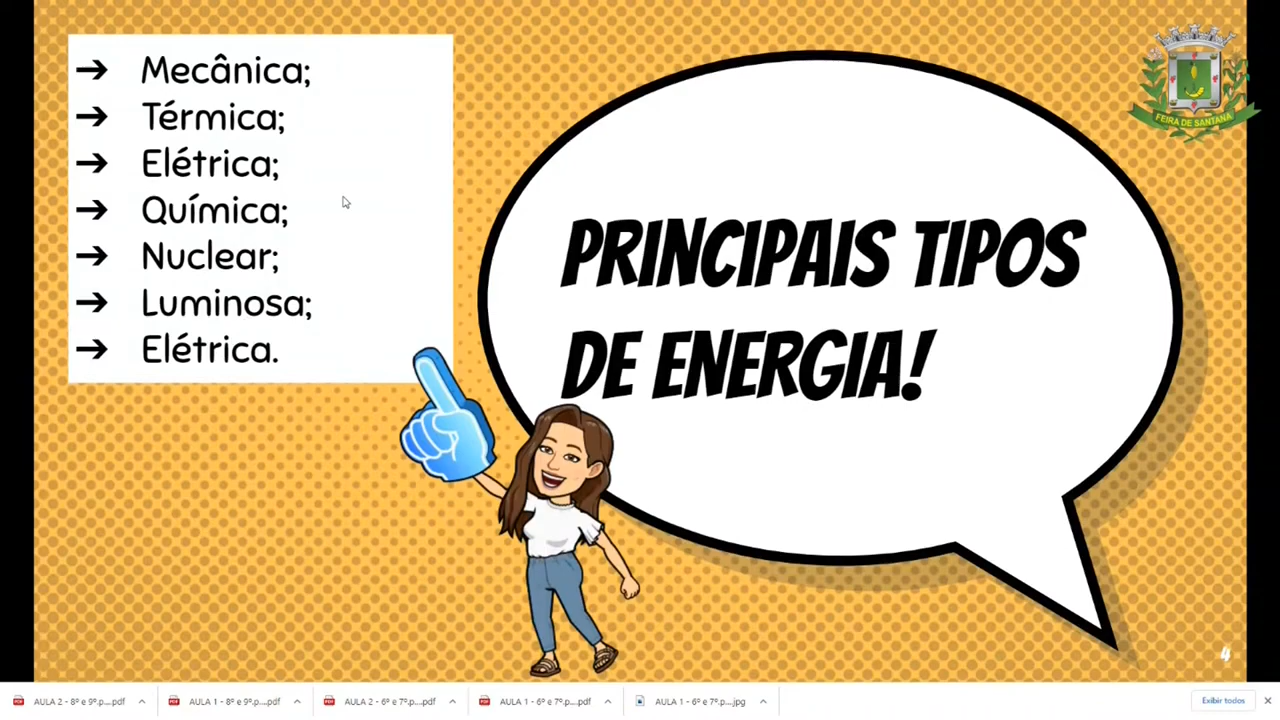 ➔ Mecânica;
➔ Térmica;
➔ Elétrica;
➔ Química;
➔ Nuclear;
➔ Luminosa;
➔ Elétrica.
PRINCIPAIS TIPOS
DE ENERGIA!
FEIRA DE SANTANA
4
AULA 2 - 8º e 9º.p....pdf
AULA 1 - 8º e 9º.p...pdf
AULA 2 - 6º e 7º.p....pdf
AULA 1 - 6º e 7º.p....pdf
AULA 1 - 6º e 7º.p....jpg
Exibir todos